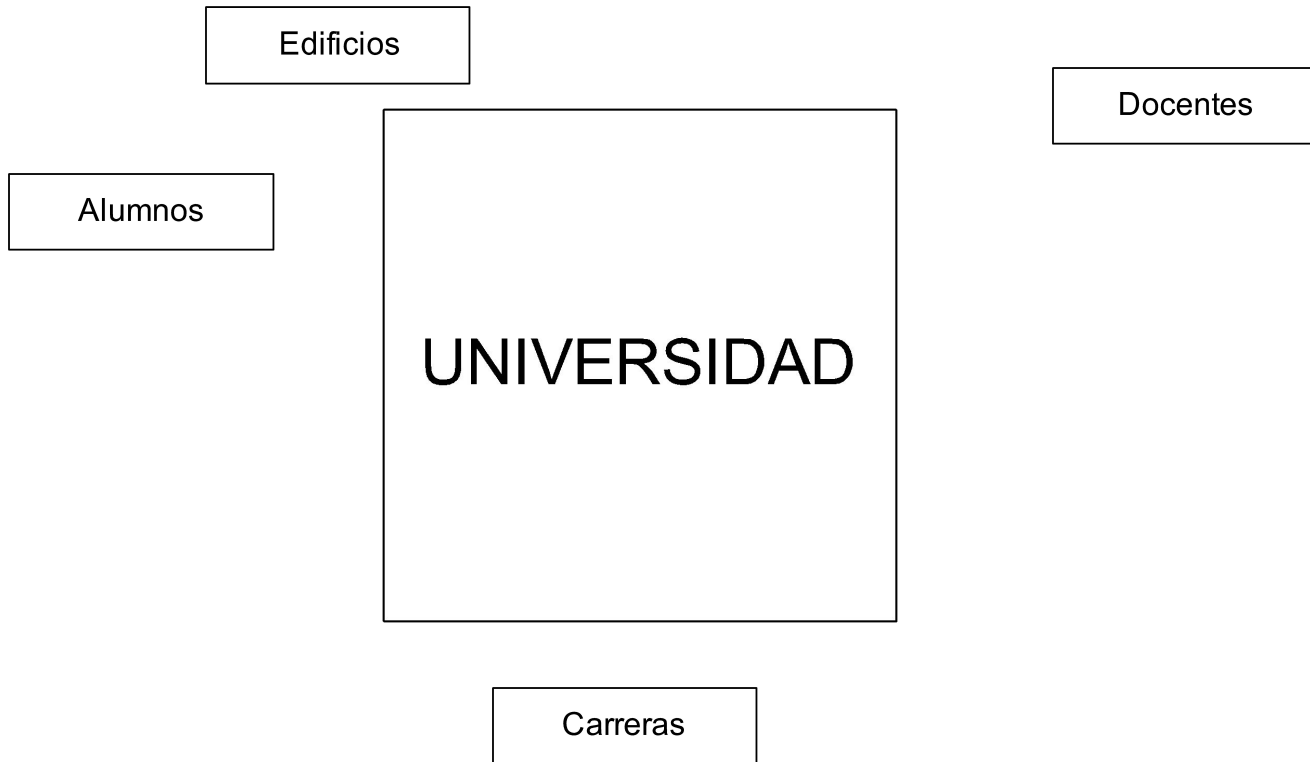 Edificios
Docentes
Alumnos
UNIVERSIDAD
Carreras